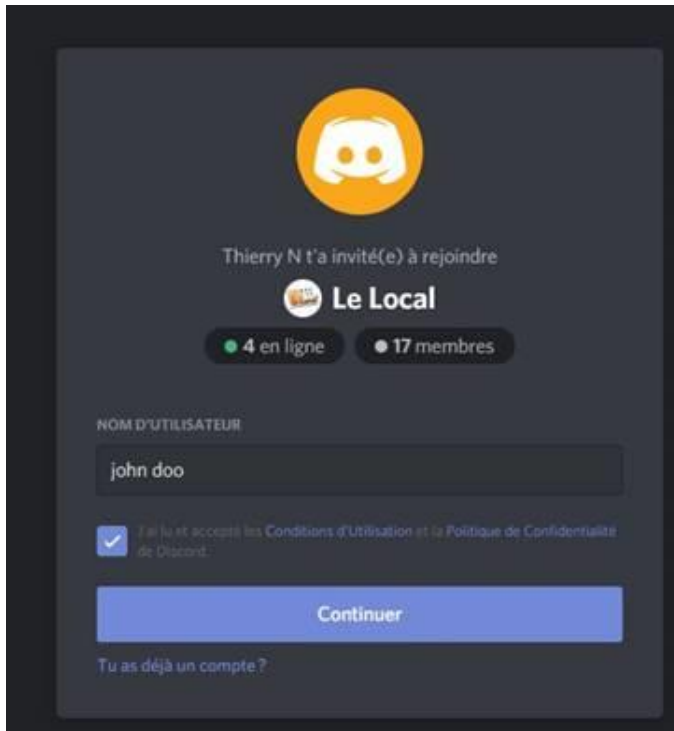 Thierry N t'a invité(e) à rejoindre
Le Local
4 en ligne
17 membres
NOM D'UTILISATEUR
john doo
J'ai lu et accepte les Conditions d'Utilisation et la Politique de Confidentialité
de Discord.
Continuer
Tu as déjà un compte ?